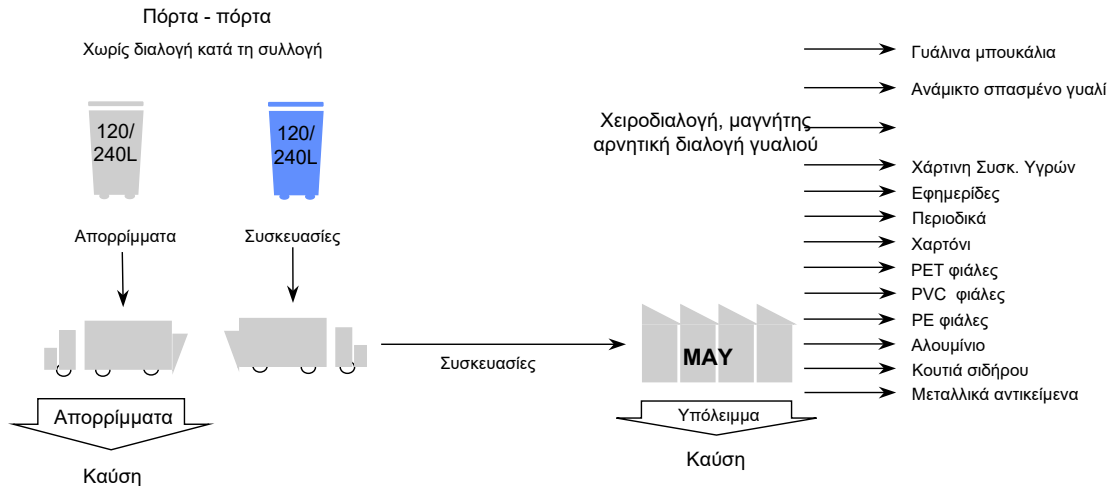 Πόρτα - πόρτα
Χωρίς διαλογή κατά τη συλλογή
120/
240L
120/
240L
Απορρίμματα
Συσκευασίες
Απορρίμματα
Καύση
Συσκευασίες
Χειροδιαλογή, μαγνήτης
αρνητική διαλογή γυαλιού
ΜΑΥ
Υπόλειμμα
Καύση
Γυάλινα μπουκάλια
Ανάμικτο σπασμένο γυαλί
Χάρτινη Συσκ. Υγρών
Εφημερίδες
Περιοδικά
Χαρτόνι
PET φιάλες
PVC φιάλες
PE φιάλες
Αλουμίνιο
Κουτιά σιδήρου
Μεταλλικά αντικείμενα